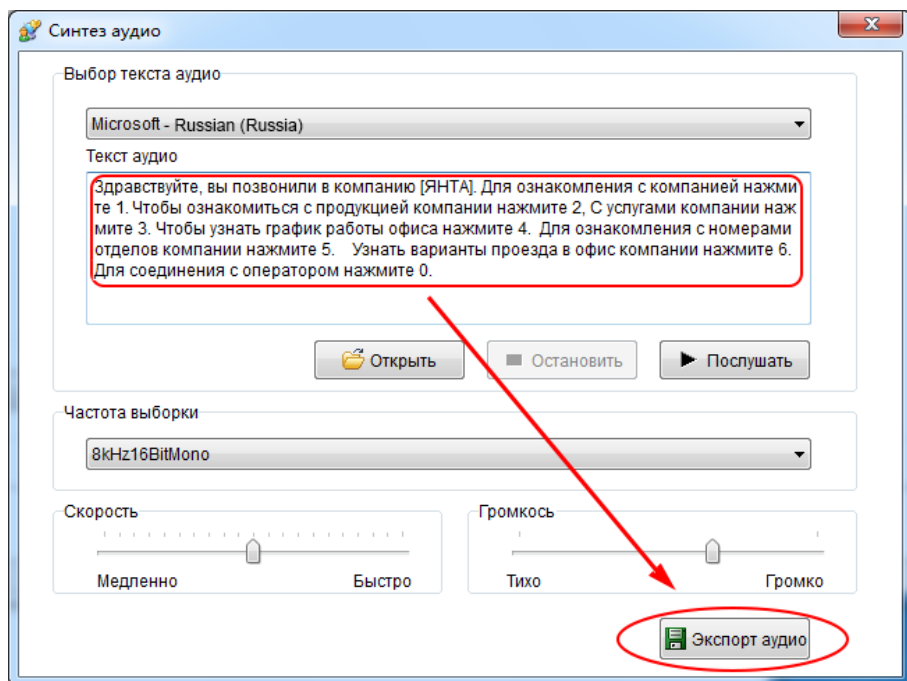 Синтез аудио
Выбор текста аудио
Microsoft - Russian (Russia)
Текст аудио
Здравствуйте, вы позвонили в компанию [ЯНТА]. Для ознакомления с компанией нажми
те 1. Чтобы ознакомиться с продукцией компании нажмите 2, С услугами компании наж
мите 3. Чтобы узнать график работы офиса нажмите 4.  Для ознакомления с номерами
отделов компании нажмите 5.    Узнать варианты проезда в офис компании нажмите 6.
Для соединения с оператором нажмите 0.
Открыть
Остановить
Послушать
Частота выборки
8kHz16BitMono
Скорость
Медленно
Быстро
Громкось
Тихо
Громко
Экспорт аудио